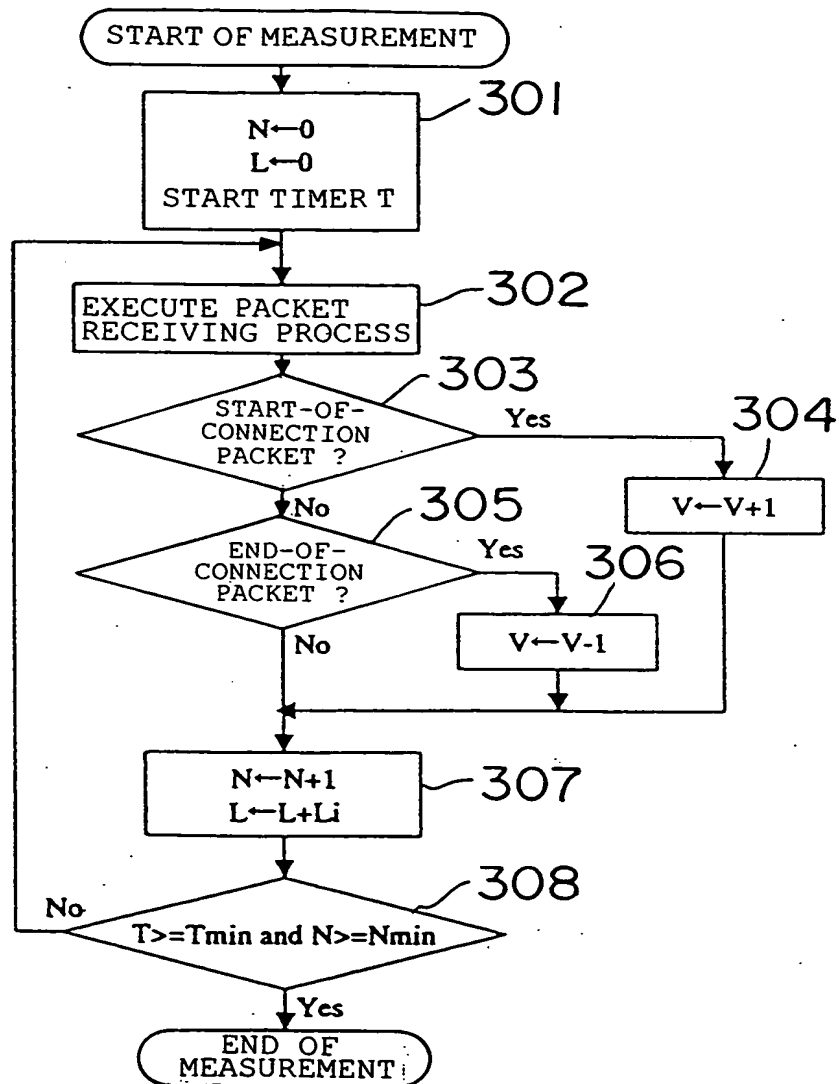 START OF MEASUREMENT
301
N←0
L←0
START TIMER T
302
EXECUTE PACKET
RECEIVING PROCESS
303
START-OF-
CONNECTION
PACKET ?
Yes
304
V←V+1
No
305
END-OF-
CONNECTION
PACKET ?
Yes
306
V←V-1
No
N←N+1
L←L+Li
307
308
No
T>=Tmin and N>=Nmin
Yes
END OF
MEASUREMENT